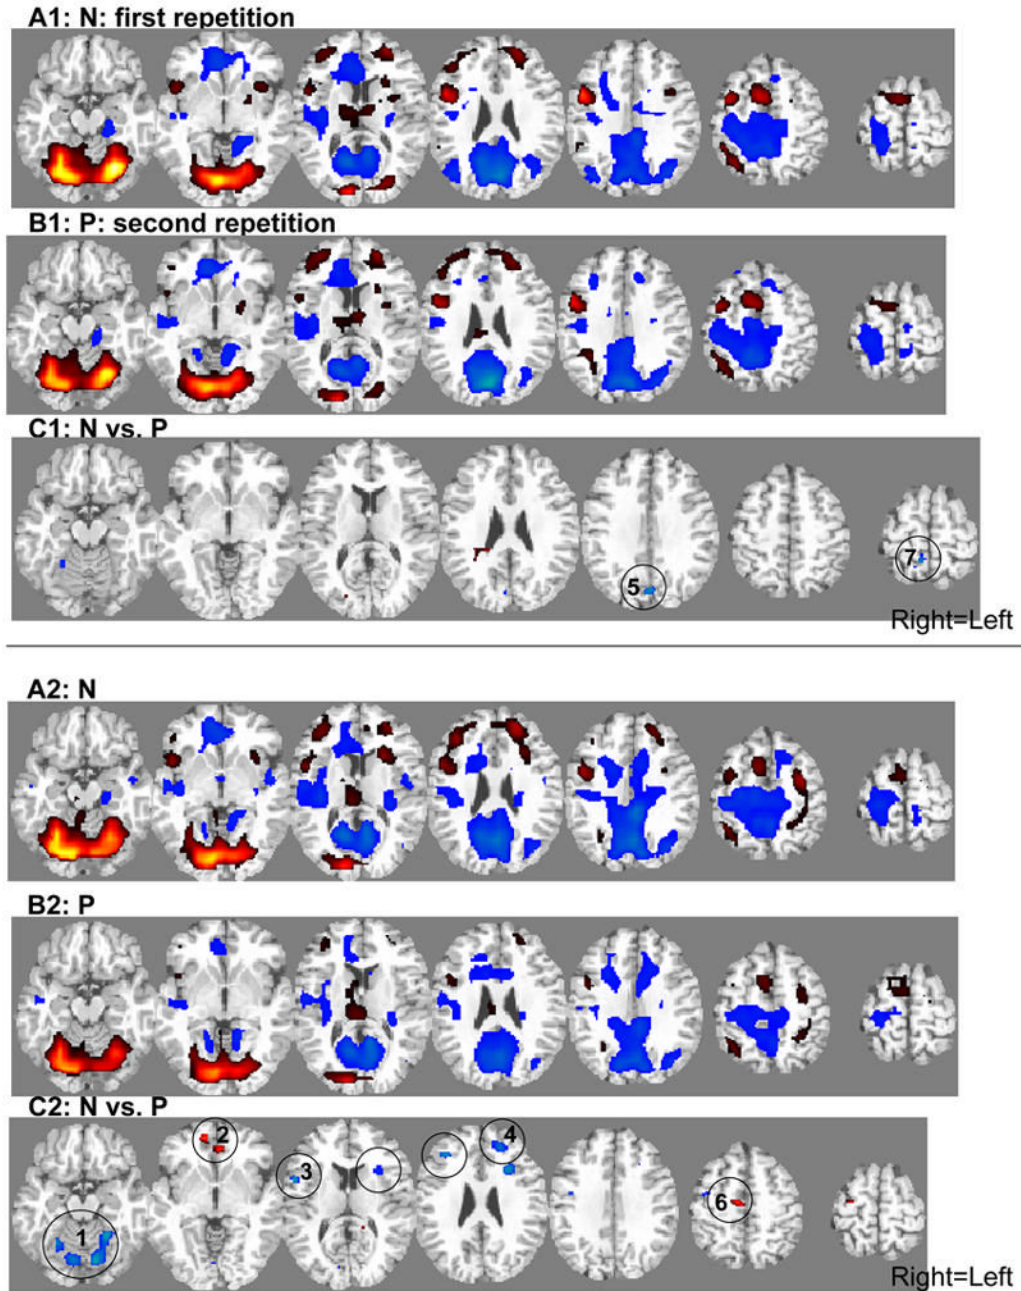 A1: N: first repetition
B1: P: second repetition
C1: N vs. P
5
7
Right=Left
A2: N
B2: P
C2: N vs. P
2
3
4
1
6
Right=Left